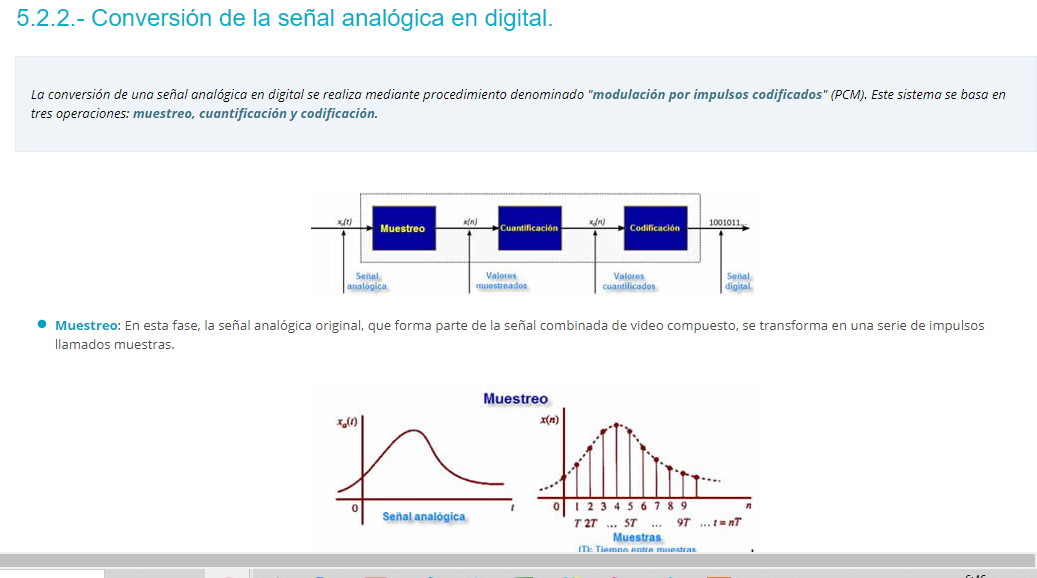 5.2.2.- Conversión de la señal analógica en digital.
La conversión de una señal analógica en digital se realiza mediante procedimiento denominado "modulación por impulsos codificados" (PCM). Este sistema se basa en
tres operaciones: muestreo, cuantificación y codificación.
xₐ(t) Muestreo x(n) Cuantificación Codificación 1001011...
Señal analógica
Valores muestreados
Valores cuantificados
Señal digital
Muestreo: En esta fase, la señal analógica original, que forma parte de la señal combinada de video compuesto, se transforma en una serie de impulsos
llamados muestras.
Muestreo
xₐ(t)
0
t
Señal analógica
x(n)
0 1 2 3 4 5 6 7 8 9 n
T 2T ... 5T ... 9T ... t = nT
Muestras
(T): Tiempo entre muestras